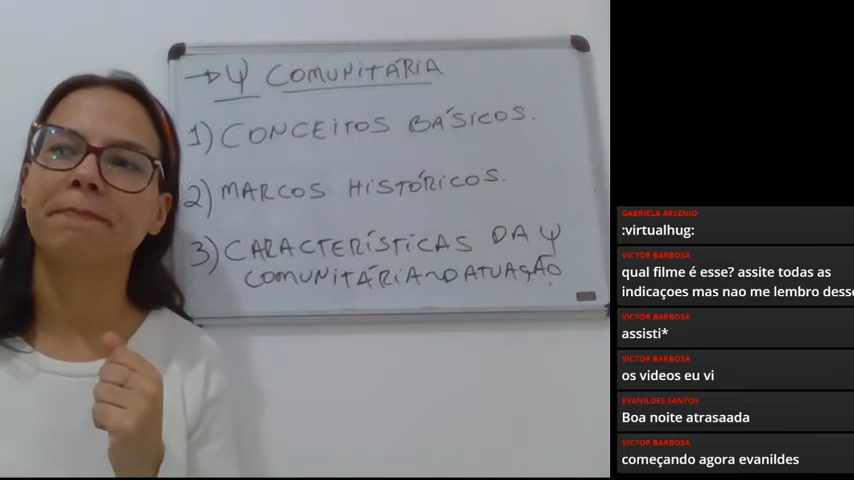 → Ψ COMUNITÁRIA
1) CONCEITOS BÁSICOS.
2) MARCOS HISTÓRICOS.
3) CARACTERÍSTICAS DA Ψ
COMUNITÁRIA → ATUAÇÃO.
GABRIELA ARSENIO
:virtualhug:
VICTOR BARBOSA
qual filme é esse? assite todas as
indicaçoes mas nao me lembro desse
VICTOR BARBOSA
assisti*
VICTOR BARBOSA
os videos eu vi
EVANILDES SANTOS
Boa noite atrasaada
VICTOR BARBOSA
começando agora evanildes